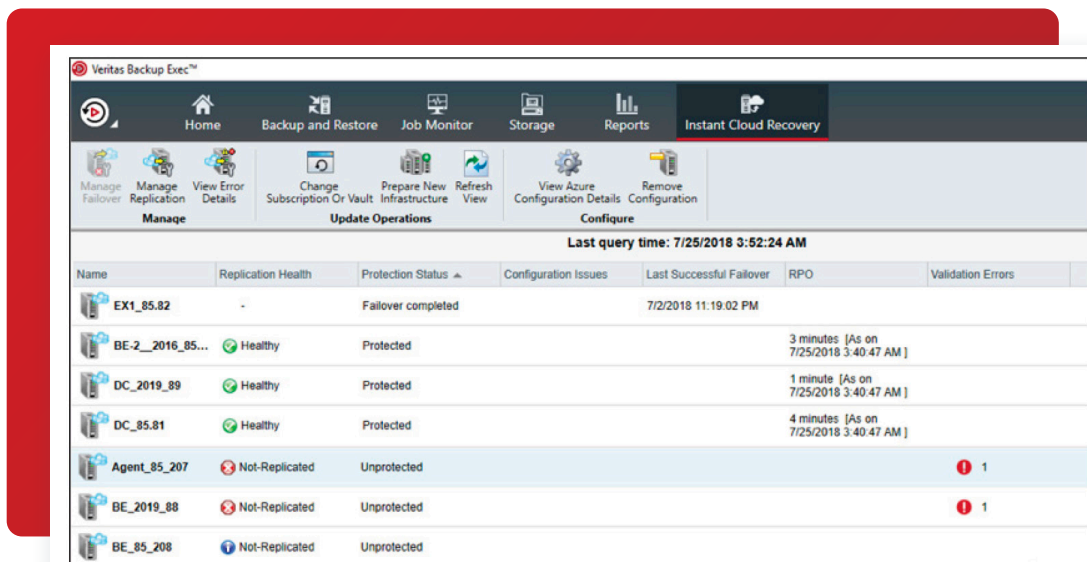 Veritas Backup Exec™
Home Backup and Restore Job Monitor Storage Reports Instant Cloud Recovery
Manage Failover Manage Replication View Error Details Change Subscription Or Vault Prepare New Infrastructure Refresh View View Azure Configuration Details Remove Configuration
Manage Update Operations Configure
Last query time: 7/25/2018 3:52:24 AM
Name Replication Health Protection Status Configuration Issues Last Successful Failover RPO Validation Errors
EX1_85.82 - Failover completed 7/2/2018 11:19:02 PM
BE-2__2016_85... Healthy Protected 3 minutes [As on 7/25/2018 3:40:47 AM ]
DC_2019_89 Healthy Protected 1 minute [As on 7/25/2018 3:40:47 AM ]
DC_85.81 Healthy Protected 4 minutes [As on 7/25/2018 3:40:47 AM ]
Agent_85_207 Not-Replicated Unprotected 1
BE_2019_88 Not-Replicated Unprotected 1
BE_85_208 Not-Replicated Unprotected